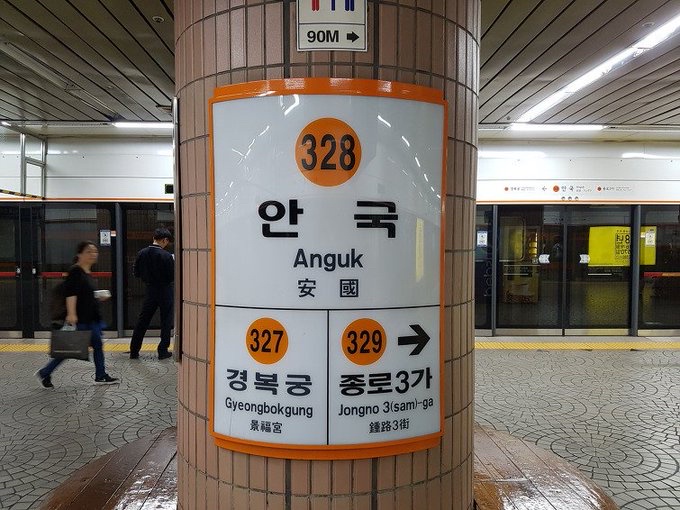 90M →
328
안 국
Anguk
安 國
327
경복궁
Gyeongbokgung
景福宮
329 →
종로3가
Jongno 3(sam)-ga
鍾路3街